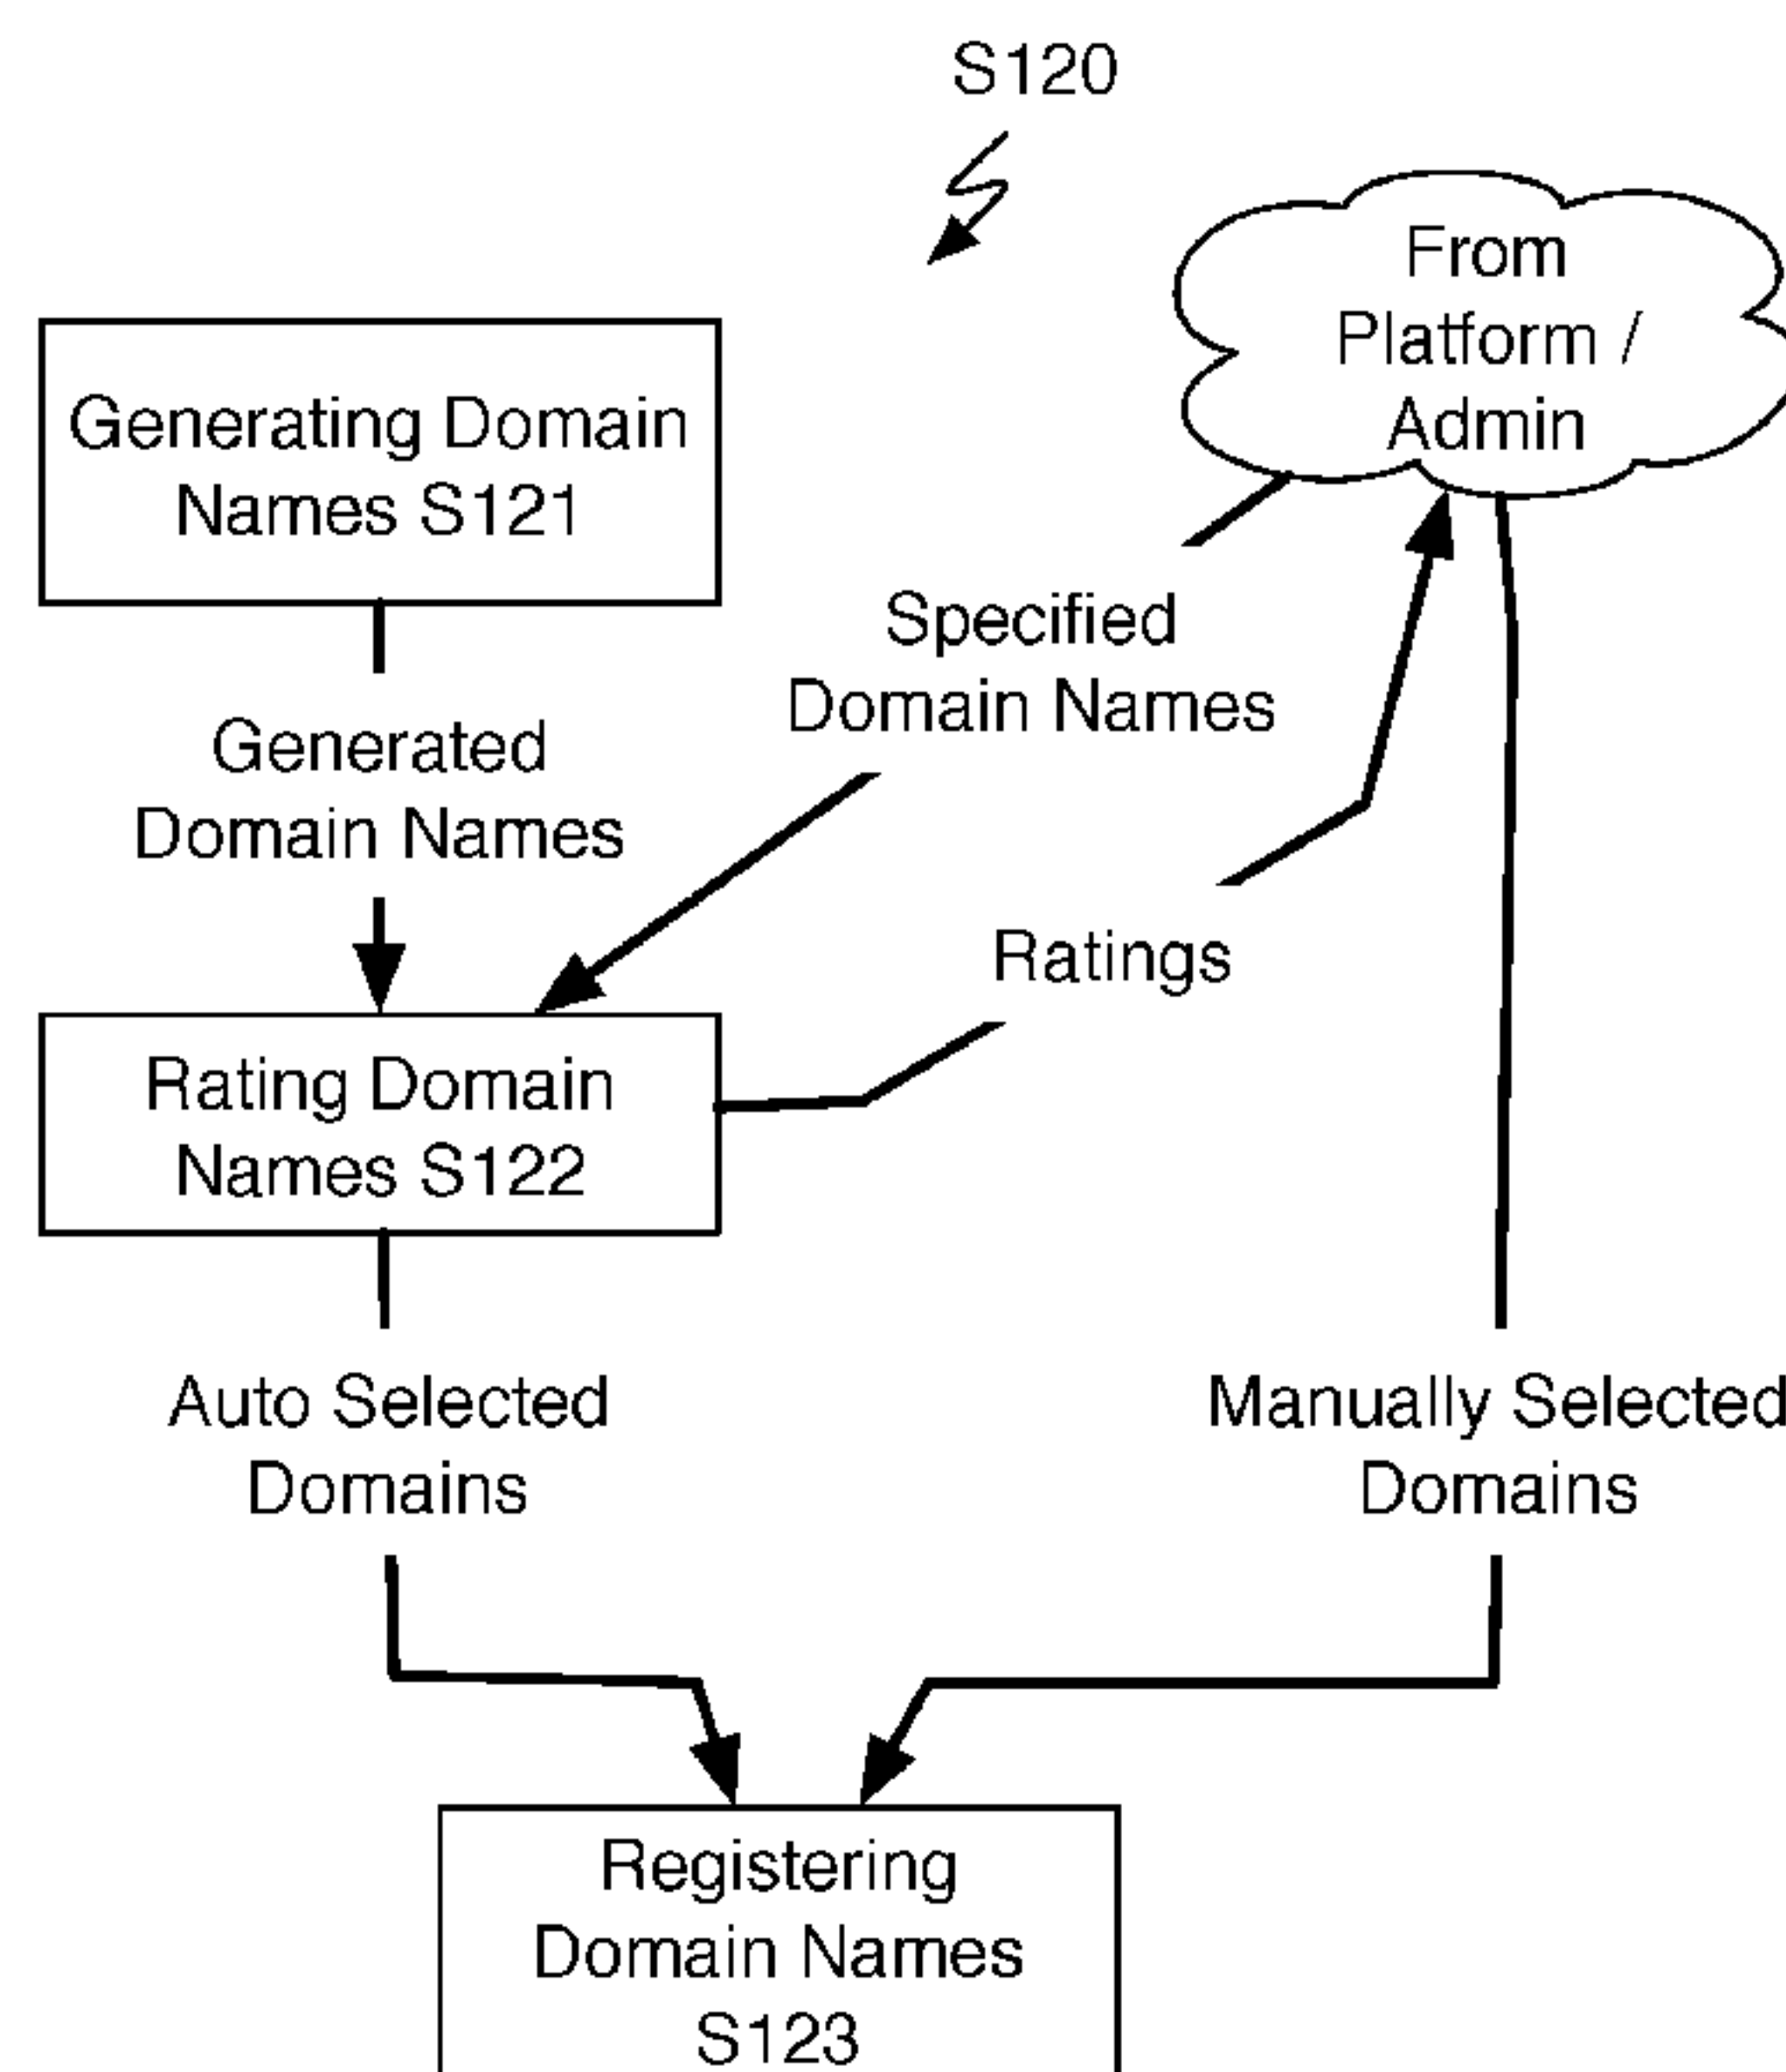 S120
From
Platform /
Admin
Generating Domain
Names S121
Specified
Domain Names
Generated
Domain Names
Ratings
Rating Domain
Names S122
Auto Selected
Domains
Manually Selected
Domains
Registering
Domain Names
S123